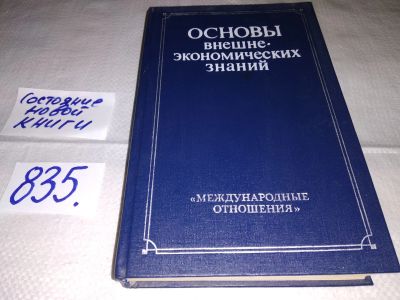 Состояние
новой
книги
835.
ОСНОВЫ
внешне-
экономических
знаний
«МЕЖДУНАРОДНЫЕ
ОТНОШЕНИЯ»